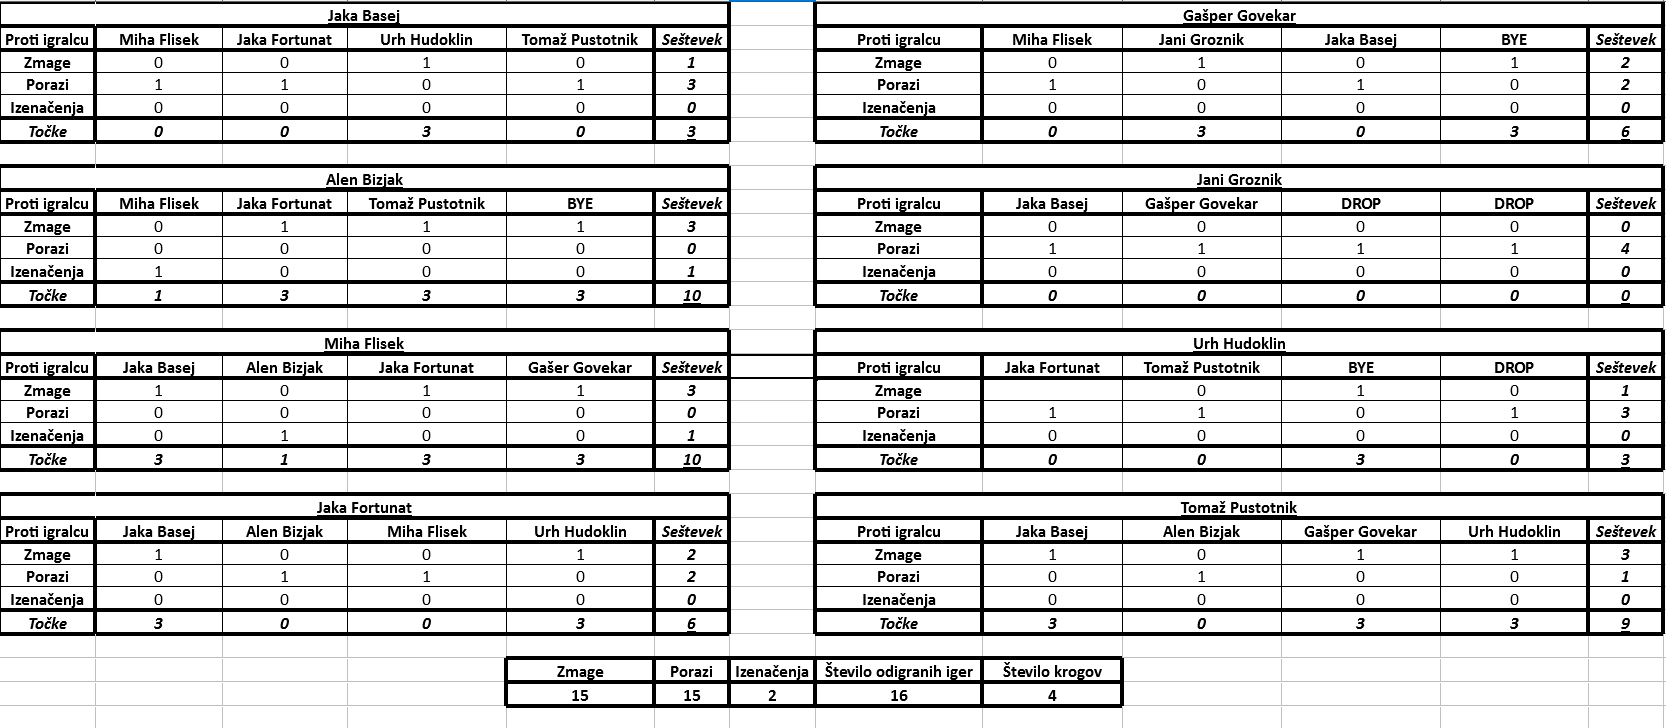 Jaka Basej
Proti igralcu Miha Flisek Jaka Fortunat Urh Hudoklin Tomaž Pustotnik Seštevek
Zmage 0 0 1 0 1
Porazi 1 1 0 1 3
Izenačenja 0 0 0 0 0
Točke 0 0 3 0 3
Gašper Govekar
Proti igralcu Miha Flisek Jani Groznik Jaka Basej BYE Seštevek
Zmage 0 1 0 1 2
Porazi 1 0 1 0 2
Izenačenja 0 0 0 0 0
Točke 0 3 0 3 6
Alen Bizjak
Proti igralcu Miha Flisek Jaka Fortunat Tomaž Pustotnik BYE Seštevek
Zmage 0 1 1 1 3
Porazi 0 0 0 0 0
Izenačenja 1 0 0 0 1
Točke 1 3 3 3 10
Jani Groznik
Proti igralcu Jaka Basej Gašper Govekar DROP DROP Seštevek
Zmage 0 0 0 0 0
Porazi 1 1 1 1 4
Izenačenja 0 0 0 0 0
Točke 0 0 0 0 0
Miha Flisek
Proti igralcu Jaka Basej Alen Bizjak Jaka Fortunat Gašer Govekar Seštevek
Zmage 1 0 1 1 3
Porazi 0 0 0 0 0
Izenačenja 0 1 0 0 1
Točke 3 1 3 3 10
Urh Hudoklin
Proti igralcu Jaka Fortunat Tomaž Pustotnik BYE DROP Seštevek
Zmage 0 1 0 1
Porazi 1 1 0 1 3
Izenačenja 0 0 0 0 0
Točke 0 0 3 0 3
Jaka Fortunat
Proti igralcu Jaka Basej Alen Bizjak Miha Flisek Urh Hudoklin Seštevek
Zmage 1 0 0 1 2
Porazi 0 1 1 0 2
Izenačenja 0 0 0 0 0
Točke 3 0 0 3 6
Tomaž Pustotnik
Proti igralcu Jaka Basej Alen Bizjak Gašper Govekar Urh Hudoklin Seštevek
Zmage 1 0 1 1 3
Porazi 0 1 0 0 1
Izenačenja 0 0 0 0 0
Točke 3 0 3 3 9
Zmage Porazi Izenačenja Število odigranih iger Število krogov
15 15 2 16 4